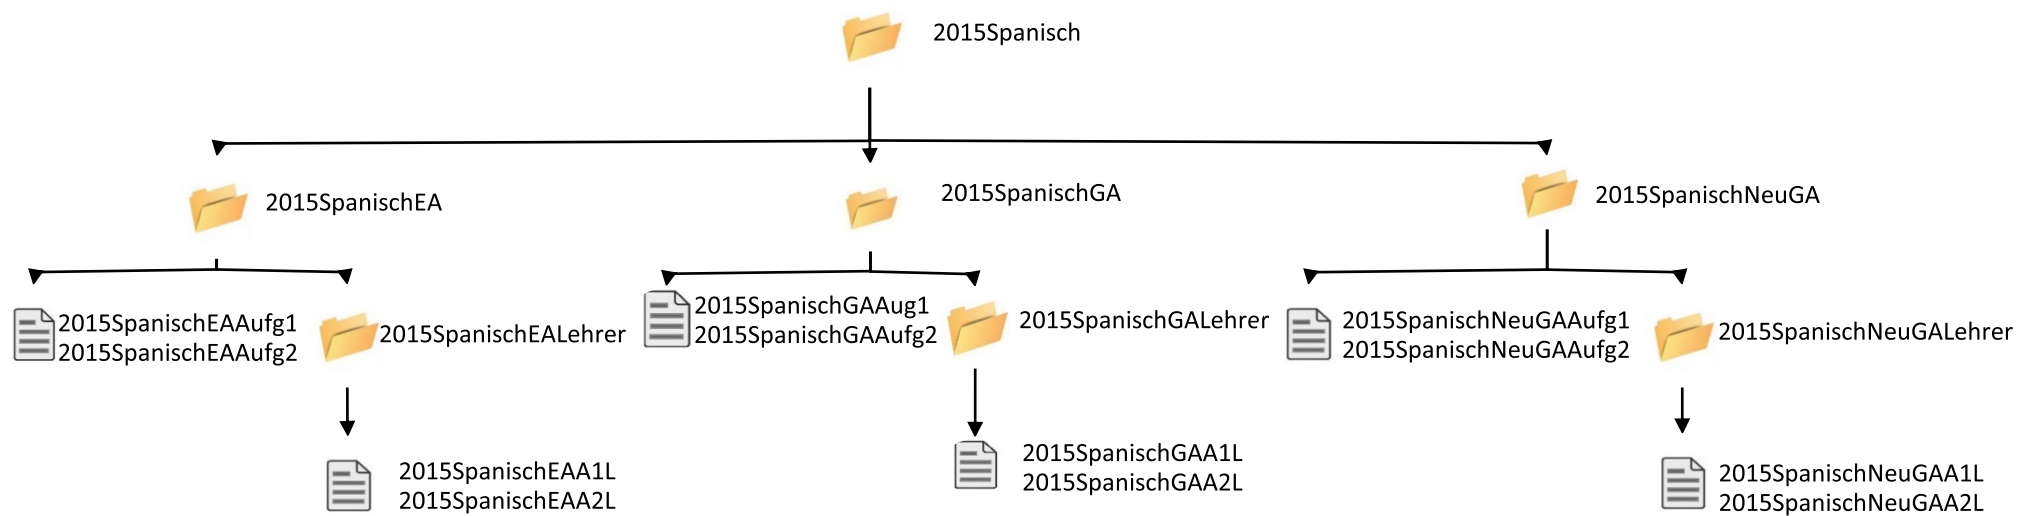 2015Spanisch
2015SpanischEA
2015SpanischGA
2015SpanischNeuGA
2015SpanischEAAufg1
2015SpanischEAAufg2
2015SpanischEALehrer
2015SpanischGAAug1
2015SpanischGAAufg2
2015SpanischGALehrer
2015SpanischNeuGAAufg1
2015SpanischNeuGAAufg2
2015SpanischNeuGALehrer
2015SpanischEAA1L
2015SpanischEAA2L
2015SpanischGAA1L
2015SpanischGAA2L
2015SpanischNeuGAA1L
2015SpanischNeuGAA2L